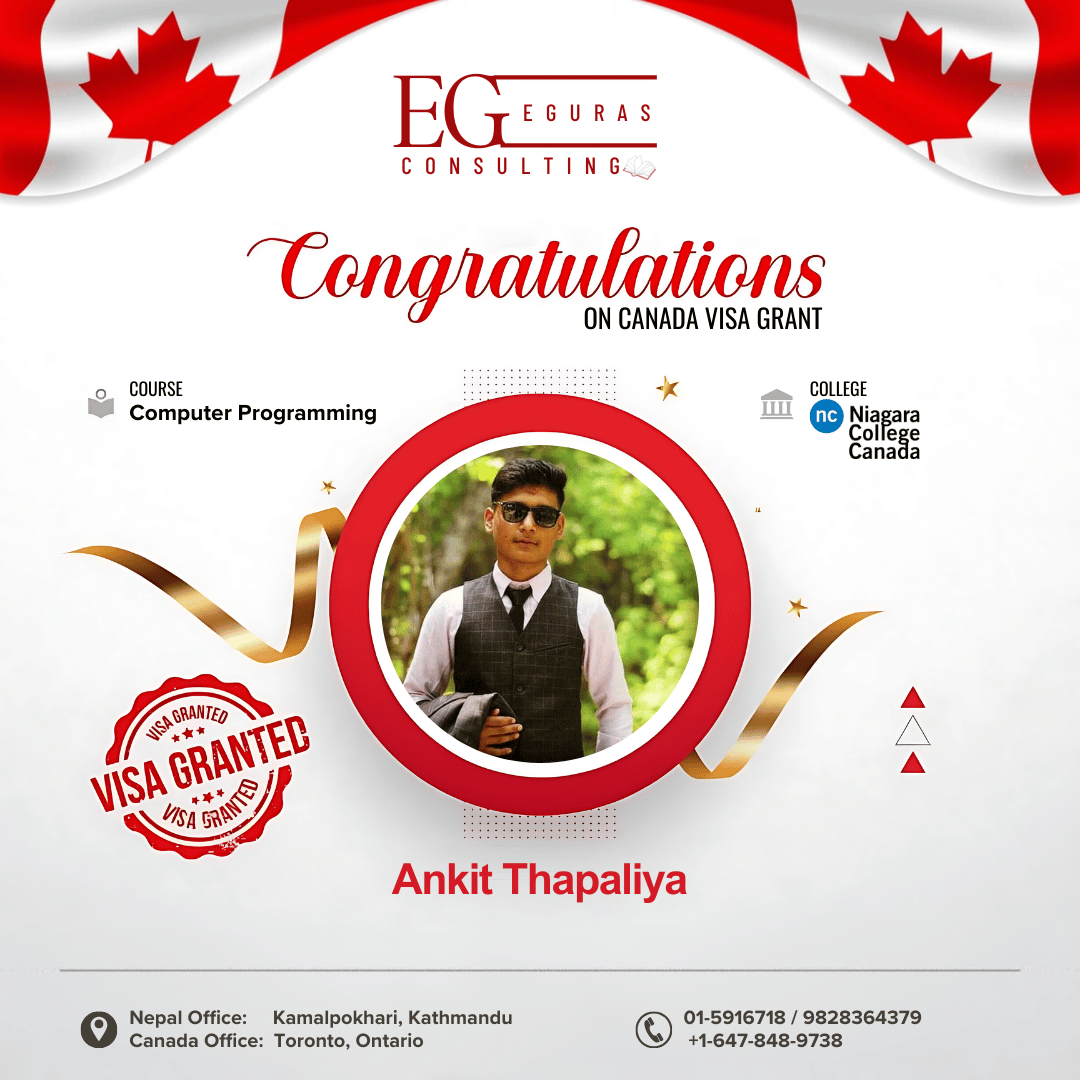 EG EGURAS
CONSULTING
Congratulations
ON CANADA VISA GRANT
COURSE
Computer Programming
COLLEGE
nc Niagara
College
Canada
VISA GRANTED
VISA GRANTED
VISA GRANTED
Ankit Thapaliya
Nepal Office: Kamalpokhari, Kathmandu
Canada Office: Toronto, Ontario
01-5916718 / 9828364379
+1-647-848-9738